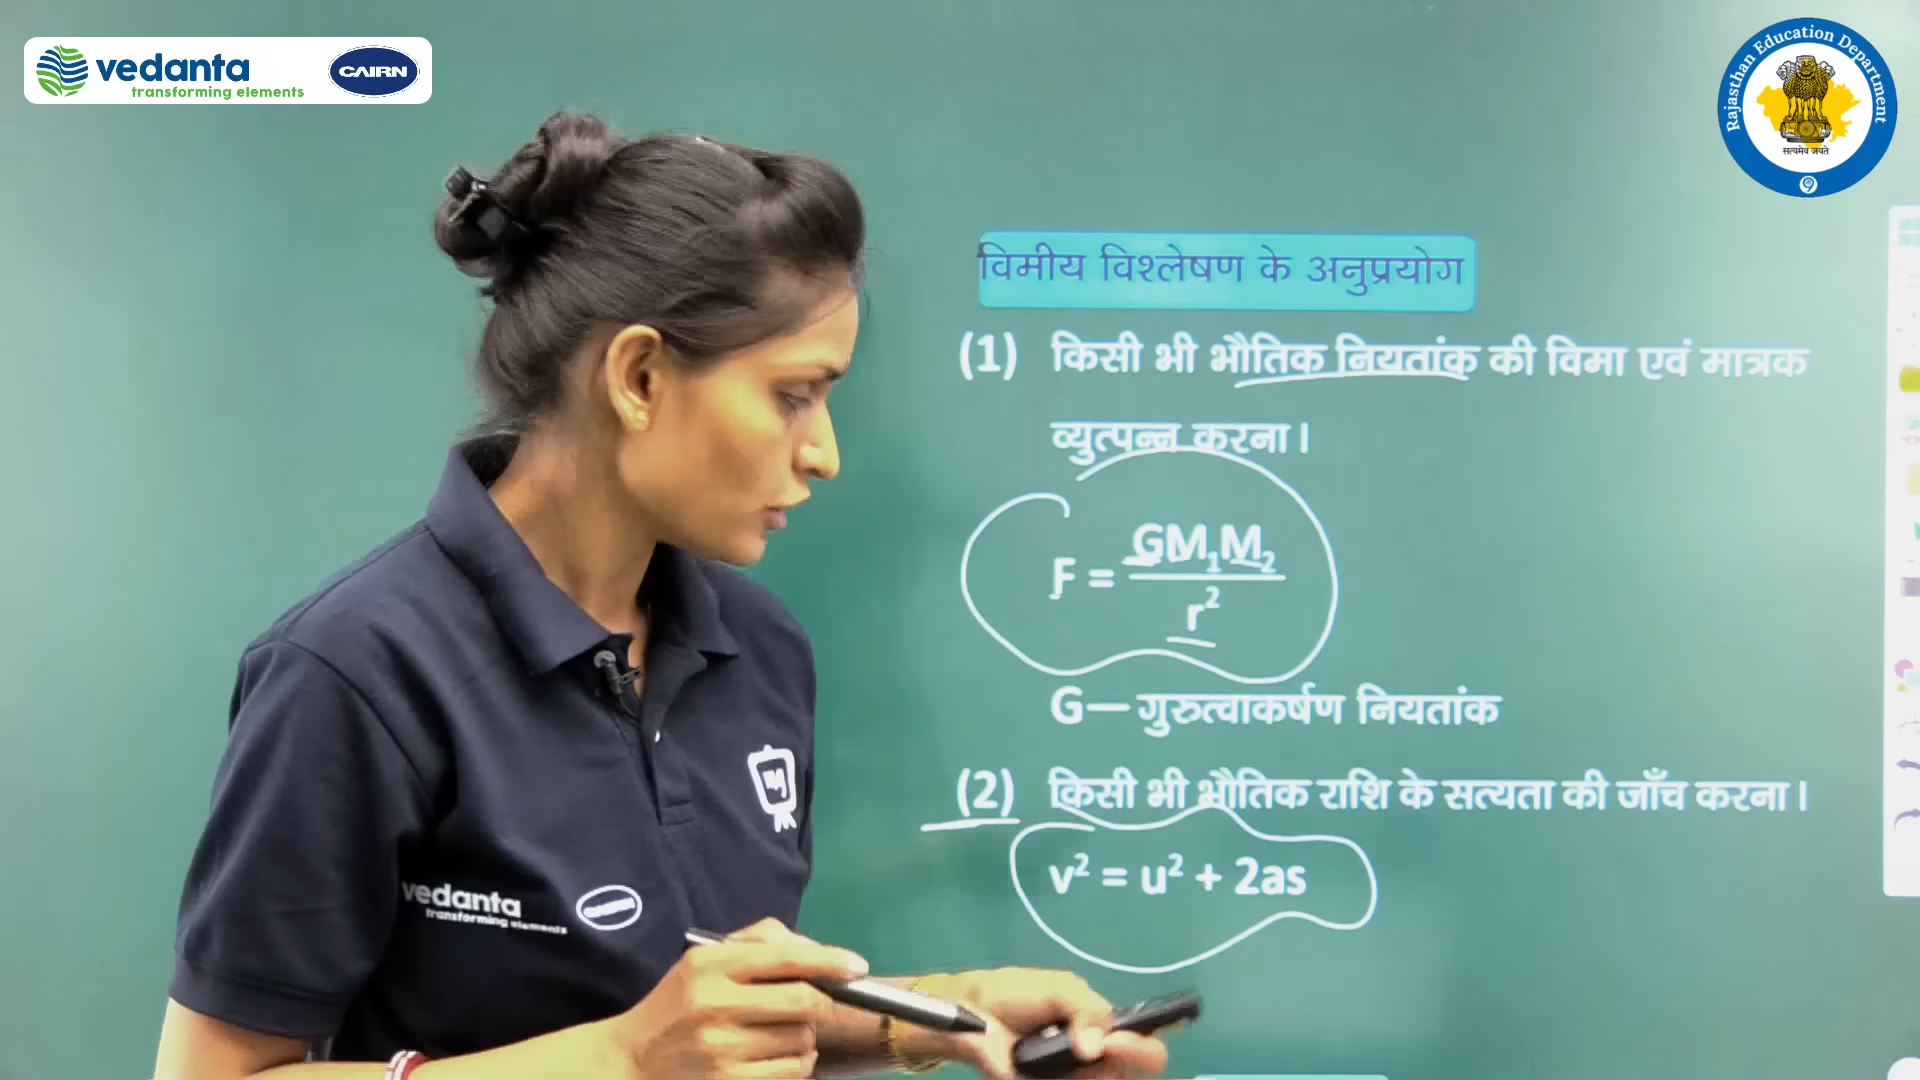 vedanta
transforming elements
CAIRN
Rajasthan Education Department
सत्यमेव जयते
विमीय विश्लेषण के अनुप्रयोग
(1) किसी भी भौतिक नियतांक की विमा एवं मात्रक
व्युत्पन्न करना।
F = GM₁M₂
r²
G— गुरुत्वाकर्षण नियतांक
(2) किसी भी भौतिक राशि के सत्यता की जाँच करना।
v² = u² + 2as
vedanta
transforming elements